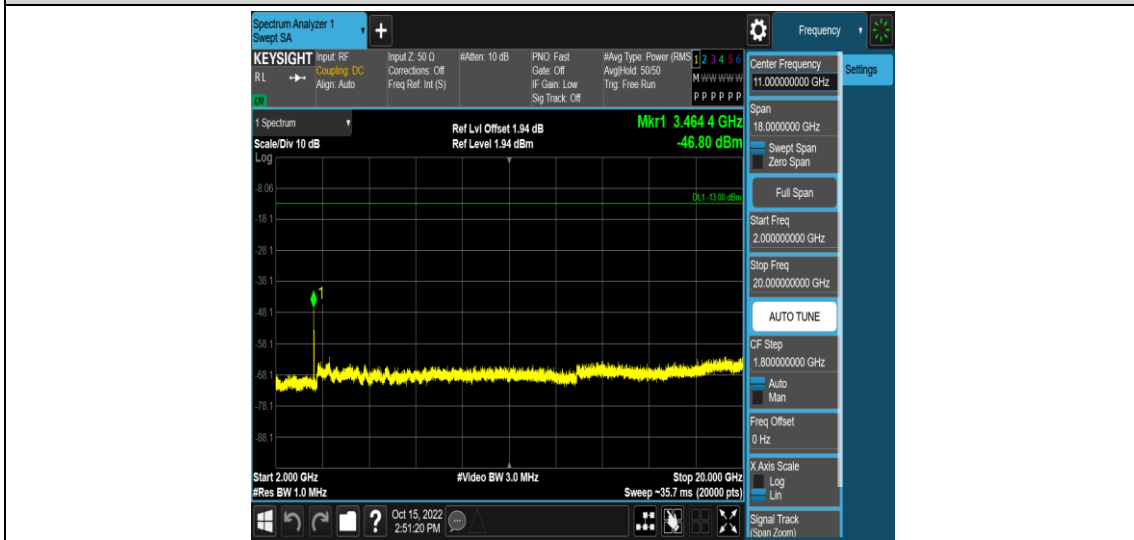 Spectrum Analyzer 1
Swept SA
Frequency
KEYSIGHT
RL
Input: RF
Coupling: DC
Align: Auto
Input Z: 50 Ω
Corrections: Off
Freq Ref: Int (S)
#Atten: 10 dB
PNO: Fast
Gate: Off
IF Gain: Low
Sig Track: Off
#Avg Type: Power (RMS
Avg|Hold: 50/50
Trig: Free Run
1 2 3 4 5 6
M W W W W W
P P P P P P
Center Frequency
11.000000000 GHz
Settings
Span
18.0000000 GHz
Swept Span
Zero Span
Full Span
Start Freq
2.000000000 GHz
Stop Freq
20.000000000 GHz
AUTO TUNE
CF Step
1.800000000 GHz
Auto
Man
Freq Offset
0 Hz
X Axis Scale
Log
Lin
Signal Track
(Span Zoom)
1 Spectrum
Scale/Div 10 dB
Log
Ref Lvl Offset 1.94 dB
Ref Level 1.94 dBm
Mkr1 3.464 4 GHz
-46.80 dBm
DL1 -13.00 dBm
-8.06
-18.1
-28.1
-38.1
-48.1
-58.1
-68.1
-78.1
-88.1
1
Start 2.000 GHz
#Res BW 1.0 MHz
#Video BW 3.0 MHz
Stop 20.000 GHz
Sweep ~35.7 ms (20000 pts)
?
Oct 15, 2022
2:51:20 PM